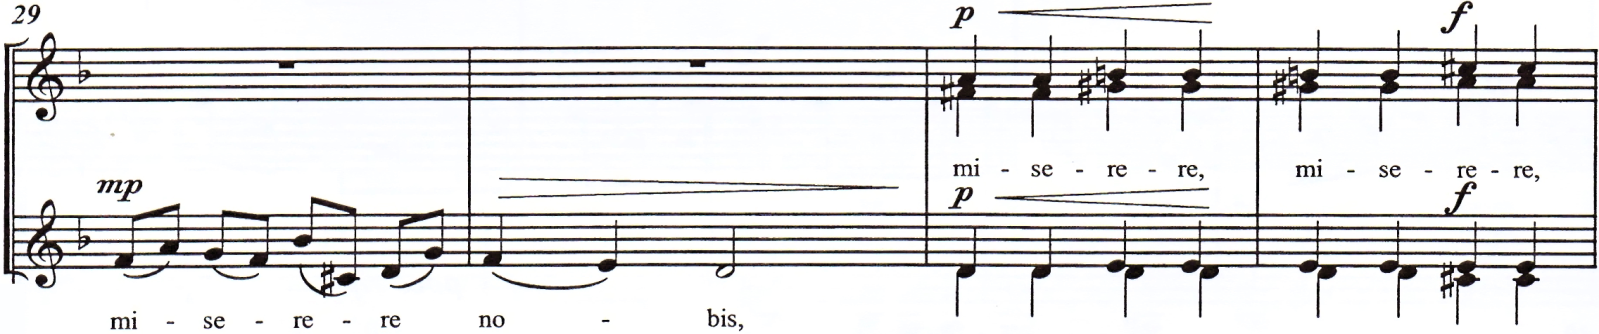 29
p f
mi - se - re - re, mi - se - re - re,
mp p f
mi - se - re - re no - bis,